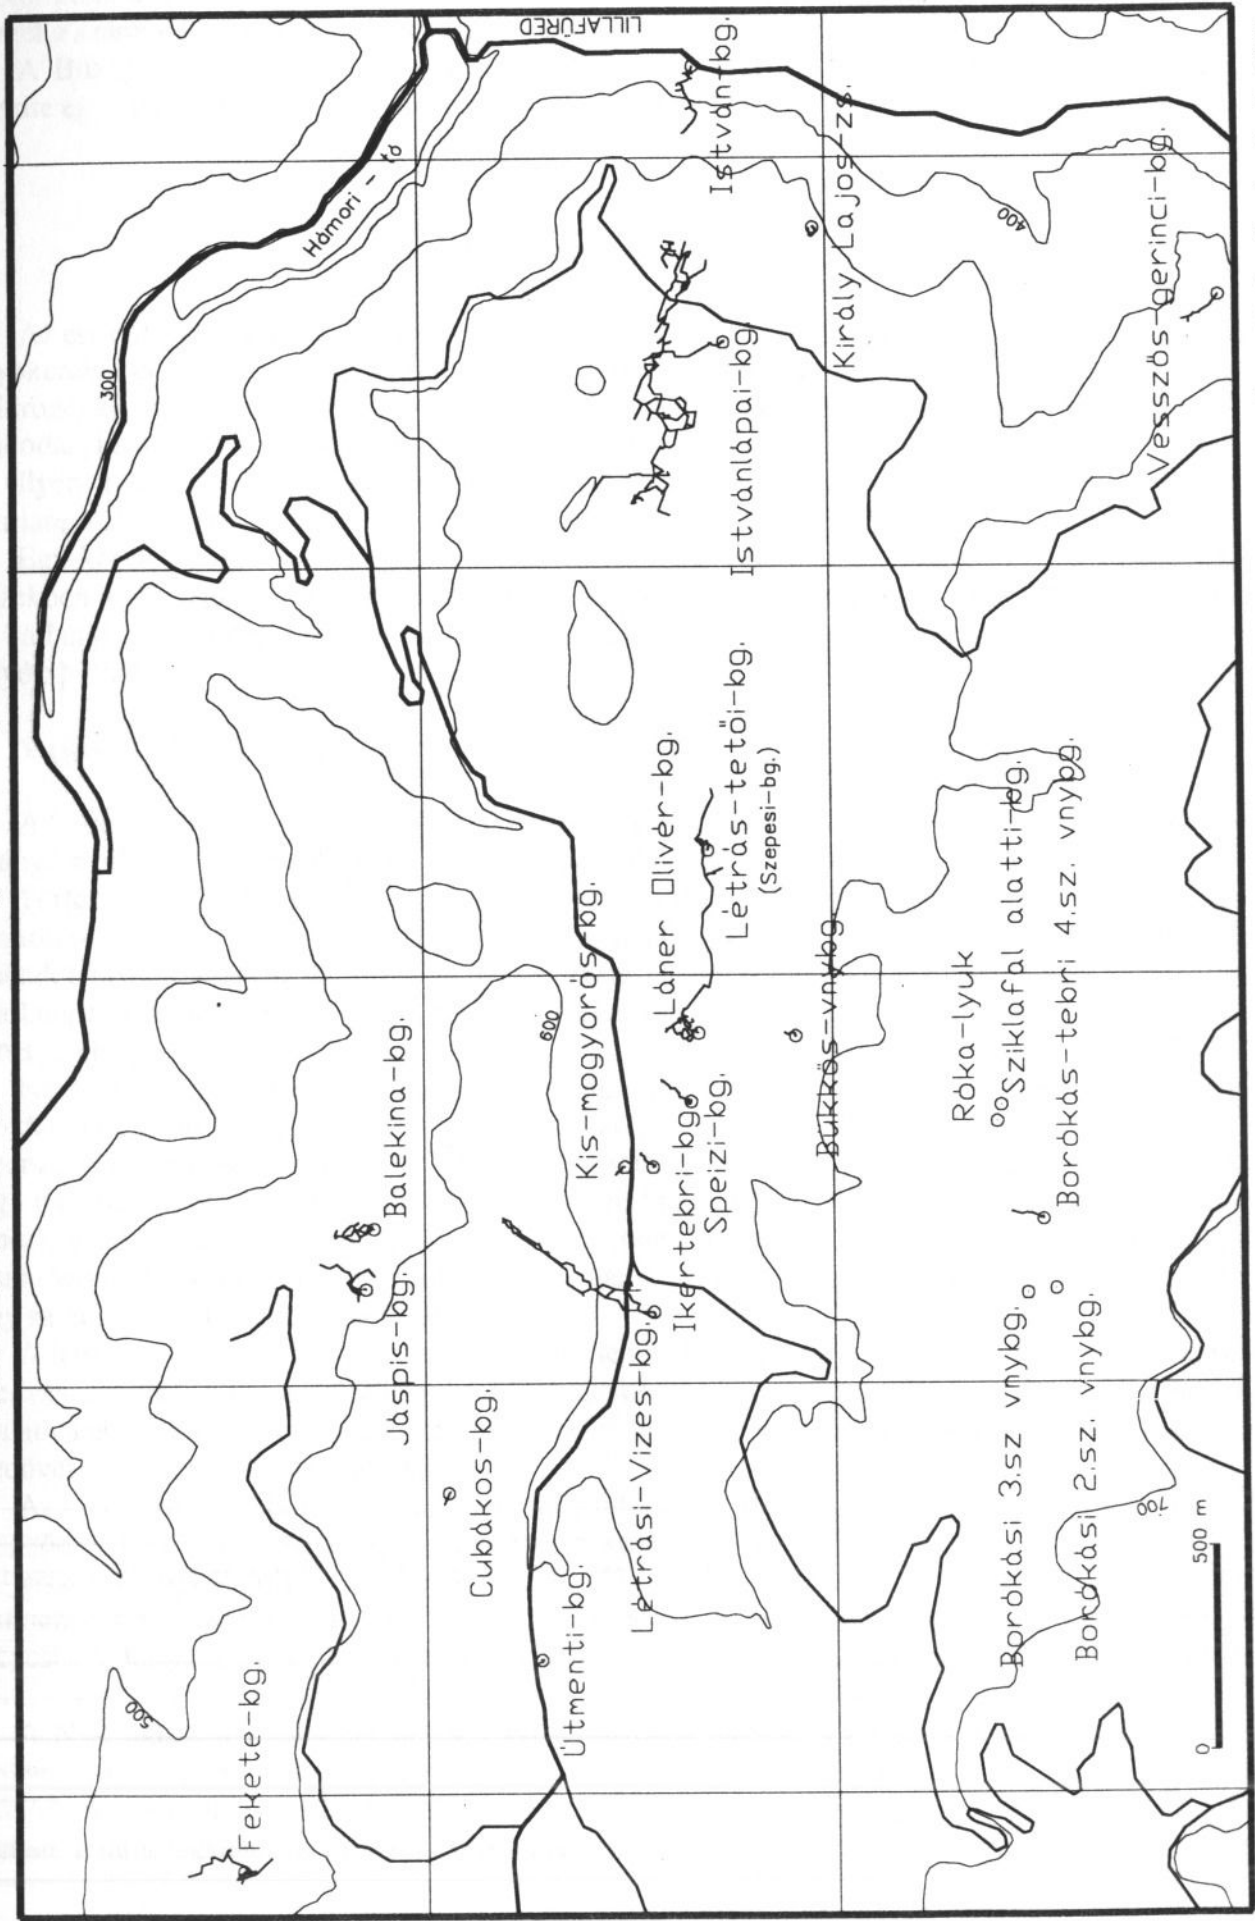 LILLAFÜRED
Hámori - tó
István-bg.
Király Lajos-zs.
400
Vesszős-gerinci-bg.
300
Istvánlápai-bg.
Létrás-tetői-bg.
(Szepesi-bg.)
Láner Olivér-bg.
Kis-mogyorós-bg.
600
Bükkös-vnybg.
Róka-lyuk
Sziklafal alatti-bg.
Borókás-tebri 4.sz. vnybg.
Balekina-bg.
Jáspis-bg.
Speizi-bg.
Ikertebri-bg.
Létrási-Vizes-bg.
Cubákos-bg.
Útmenti-bg.
Fekete-bg.
500
Borókási 3.sz vnybg.
Borókási 2.sz. vnybg.
700
0
500 m